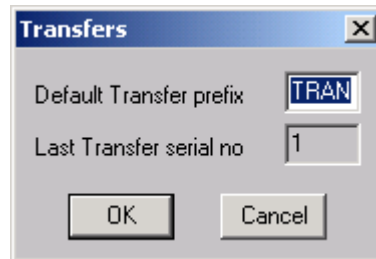 Transfers
Default Transfer prefix TRAN
Last Transfer serial no 1
OK Cancel